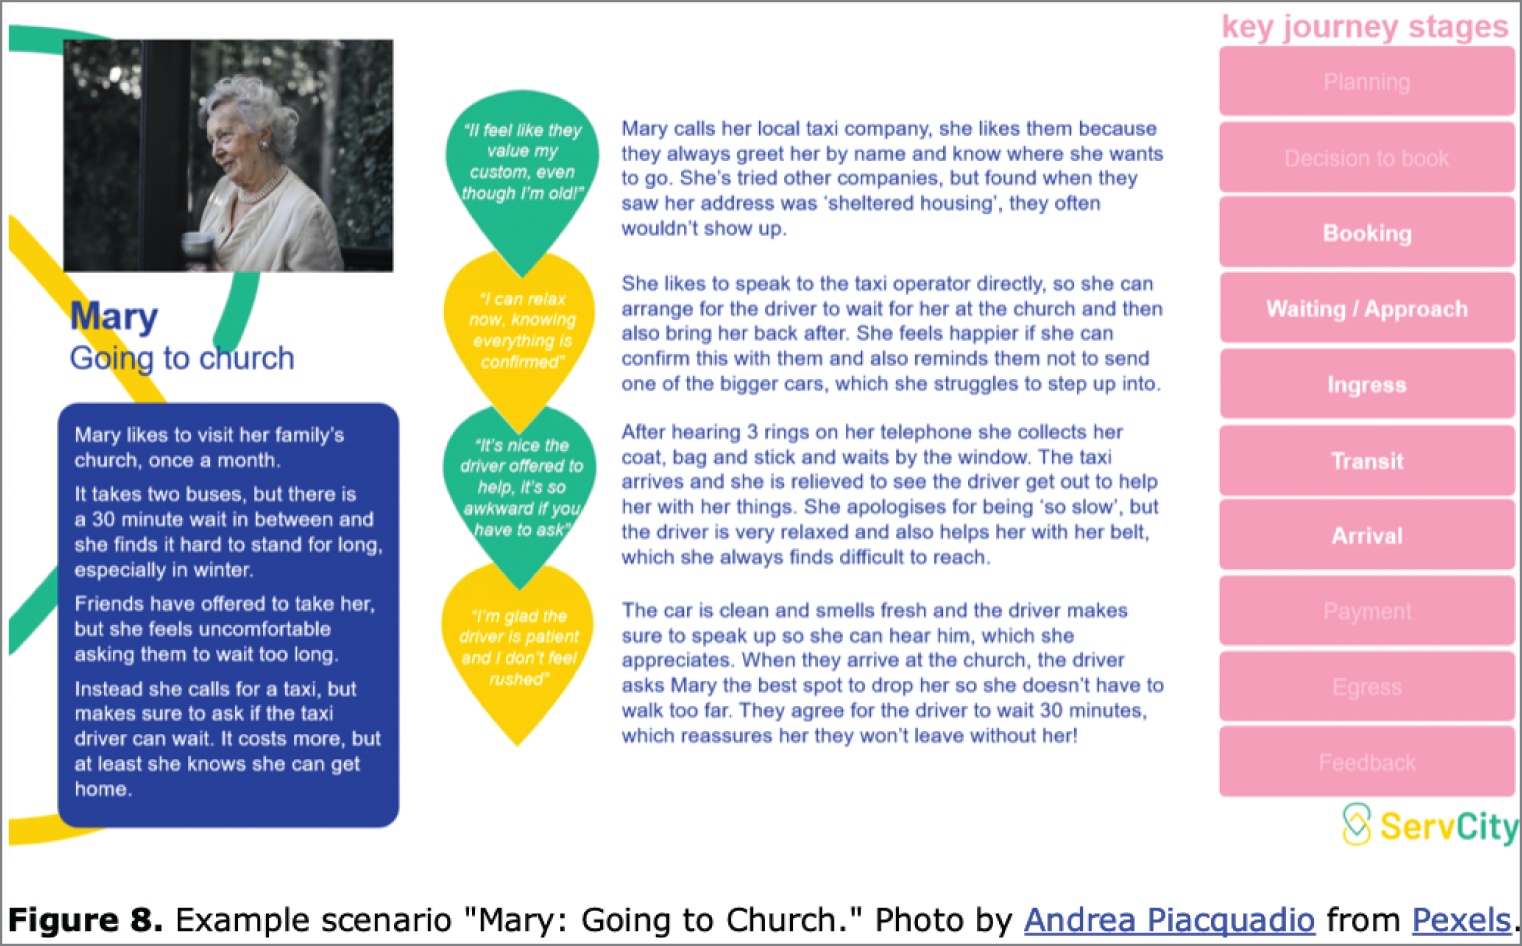 key journey stages
Planning
Decision to book
Booking
Waiting / Approach
Ingress
Transit
Arrival
Payment
Egress
Feedback
Mary
Going to church
Mary likes to visit her family's
church, once a month.
It takes two buses, but there is
a 30 minute wait in between and
she finds it hard to stand for long,
especially in winter.
Friends have offered to take her,
but she feels uncomfortable
asking them to wait too long.
Instead she calls for a taxi, but
makes sure to ask if the taxi
driver can wait. It costs more, but
at least she knows she can get
home.
"II feel like they
value my
custom, even
though I'm old!"
Mary calls her local taxi company, she likes them because
they always greet her by name and know where she wants
to go. She's tried other companies, but found when they
saw her address was 'sheltered housing', they often
wouldn't show up.
"I can relax
now, knowing
everything is
confirmed"
She likes to speak to the taxi operator directly, so she can
arrange for the driver to wait for her at the church and then
also bring her back after. She feels happier if she can
confirm this with them and also reminds them not to send
one of the bigger cars, which she struggles to step up into.
"It's nice the
driver offered to
help, it's so
awkward if you
have to ask"
After hearing 3 rings on her telephone she collects her
coat, bag and stick and waits by the window. The taxi
arrives and she is relieved to see the driver get out to help
her with her things. She apologises for being 'so slow', but
the driver is very relaxed and also helps her with her belt,
which she always finds difficult to reach.
"I'm glad the
driver is patient
and I don't feel
rushed"
The car is clean and smells fresh and the driver makes
sure to speak up so she can hear him, which she
appreciates. When they arrive at the church, the driver
asks Mary the best spot to drop her so she doesn't have to
walk too far. They agree for the driver to wait 30 minutes,
which reassures her they won't leave without her!
ServCity
Figure 8. Example scenario "Mary: Going to Church." Photo by Andrea Piacquadio from Pexels.